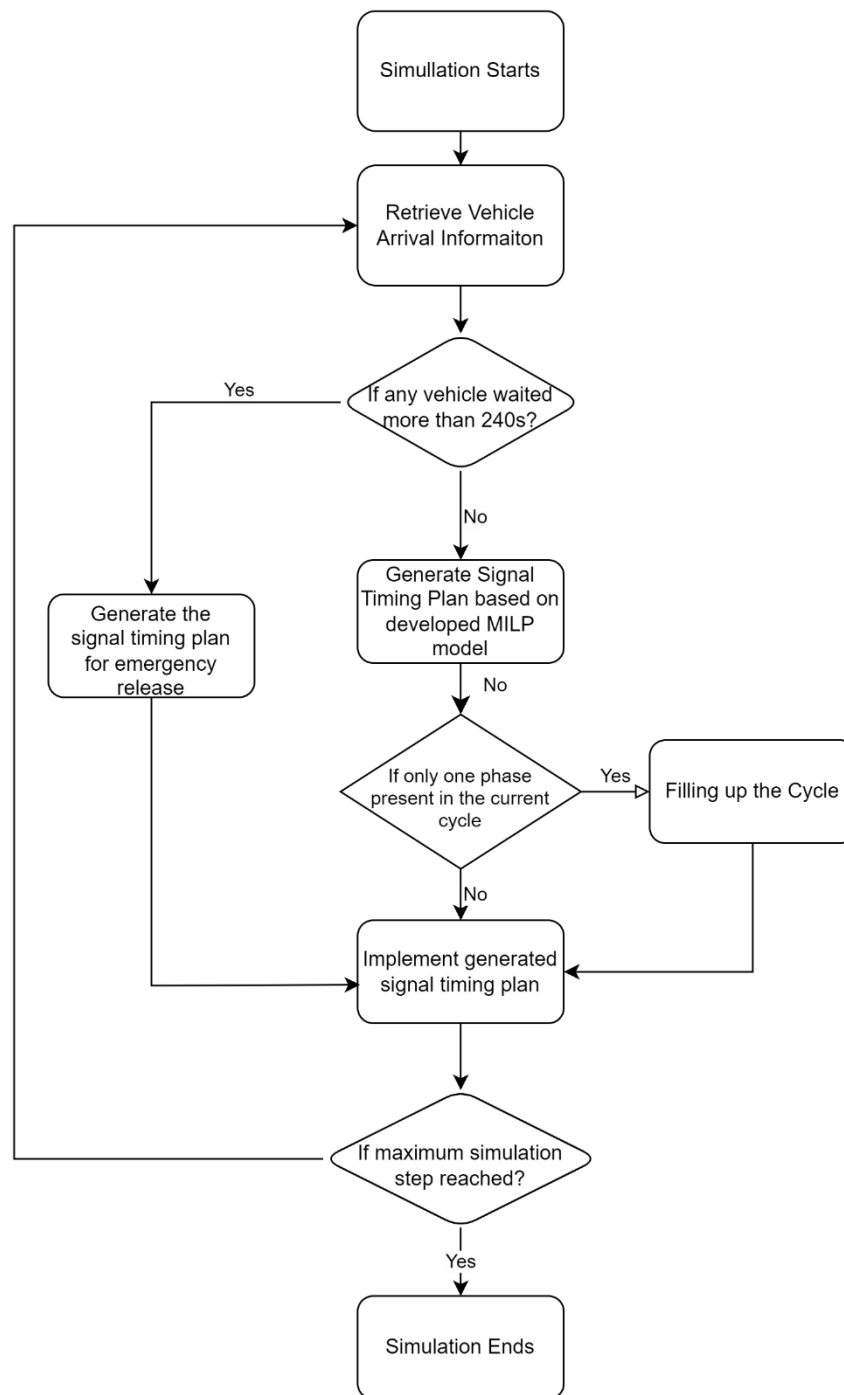 Simullation Starts
Retrieve Vehicle
Arrival Informaiton
If any vehicle waited
more than 240s?
Yes
No
Generate the
signal timing plan
for emergency
release
Generate Signal
Timing Plan based on
developed MILP
model
No
If only one phase
present in the current
cycle
Yes
Filling up the Cycle
No
Implement generated
signal timing plan
If maximum simulation
step reached?
Yes
Simulation Ends